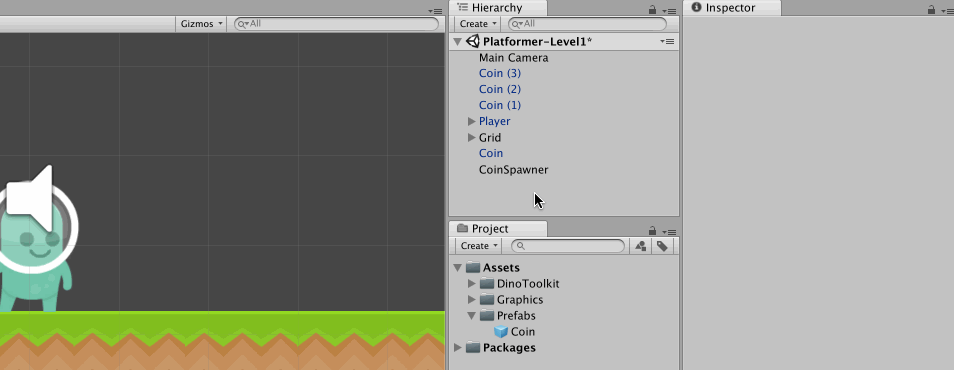 Gizmos
All
Hierarchy
Create
All
Platformer-Level1*
Main Camera
Coin (3)
Coin (2)
Coin (1)
Player
Grid
Coin
CoinSpawner
Project
Create
Assets
DinoToolkit
Graphics
Prefabs
Coin
Packages
Inspector